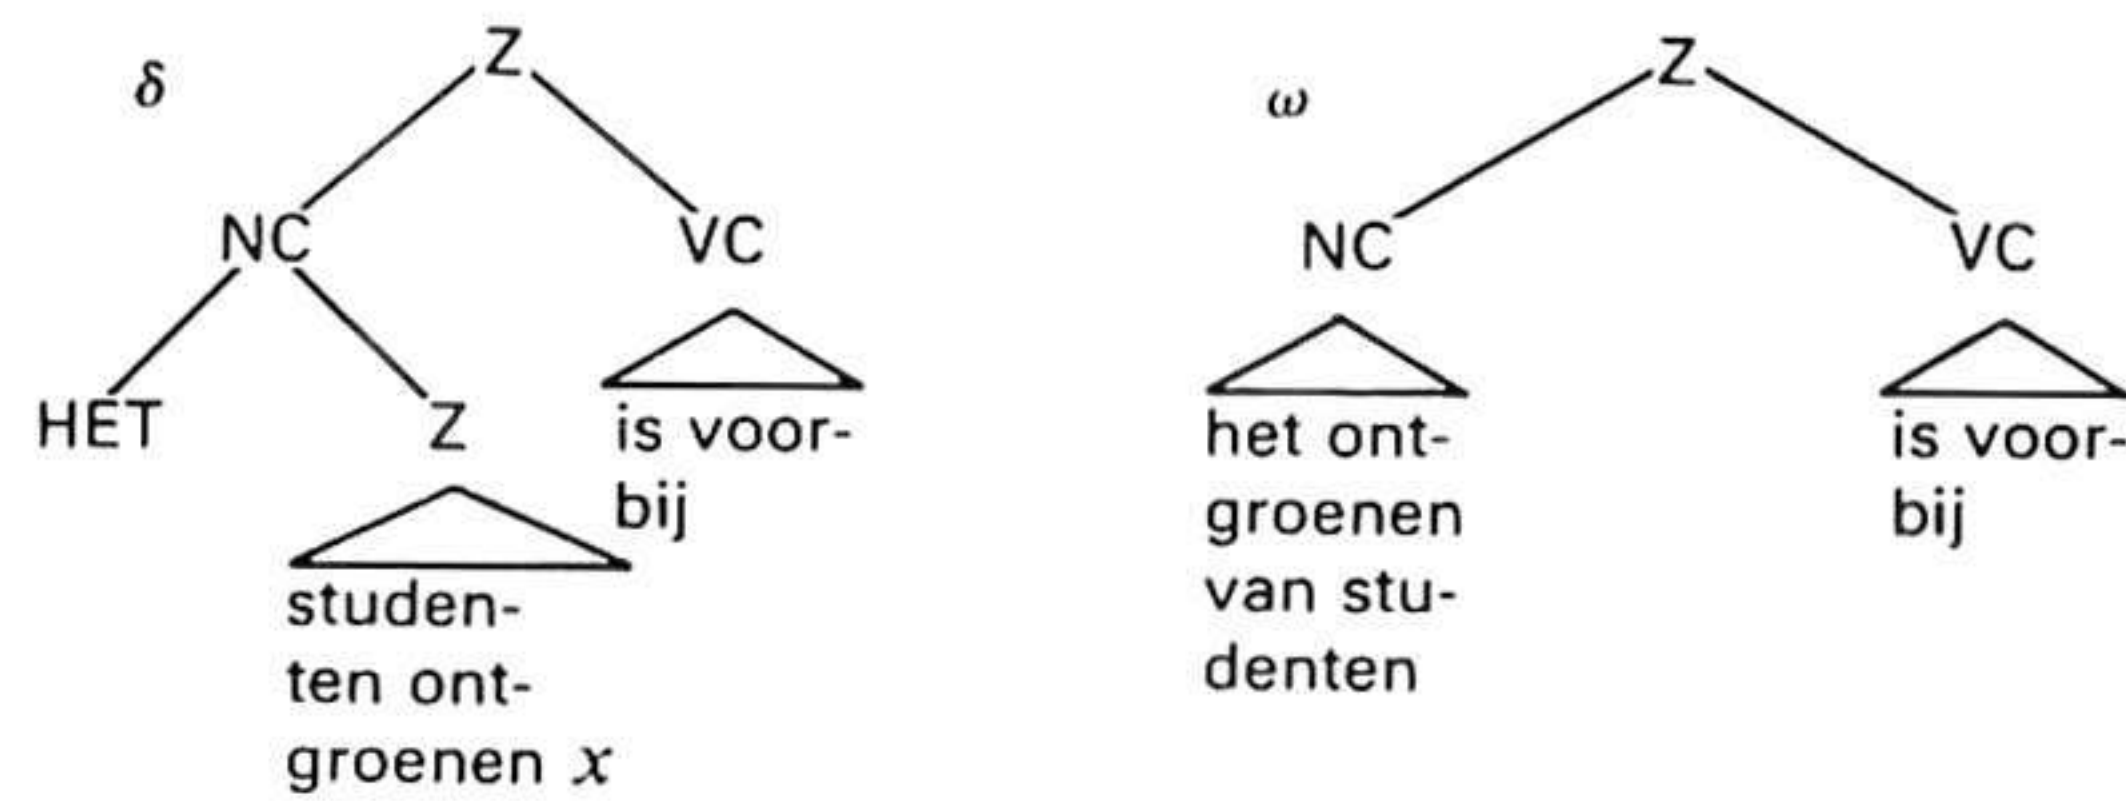 δ
Z
NC
VC
HET
Z
is voor-
bij
studen-
ten ont-
groenen x
ω
Z
NC
VC
het ont-
groenen
van stu-
denten
is voor-
bij